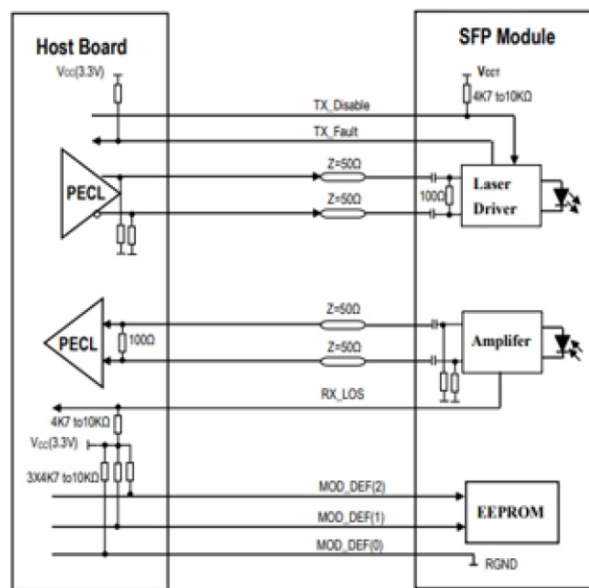 Host Board
SFP Module
Vcc(3.3V)
VccT
4K7 to10KΩ
TX_Disable
TX_Fault
Z=50Ω
PECL
Z=50Ω
100Ω
Laser
Driver
Z=50Ω
PECL
100Ω
Z=50Ω
Amplifer
RX_LOS
4K7 to10KΩ
Vcc(3.3V)
3X4K7 to10KΩ
MOD_DEF(2)
MOD_DEF(1)
EEPROM
MOD_DEF(0)
RGND